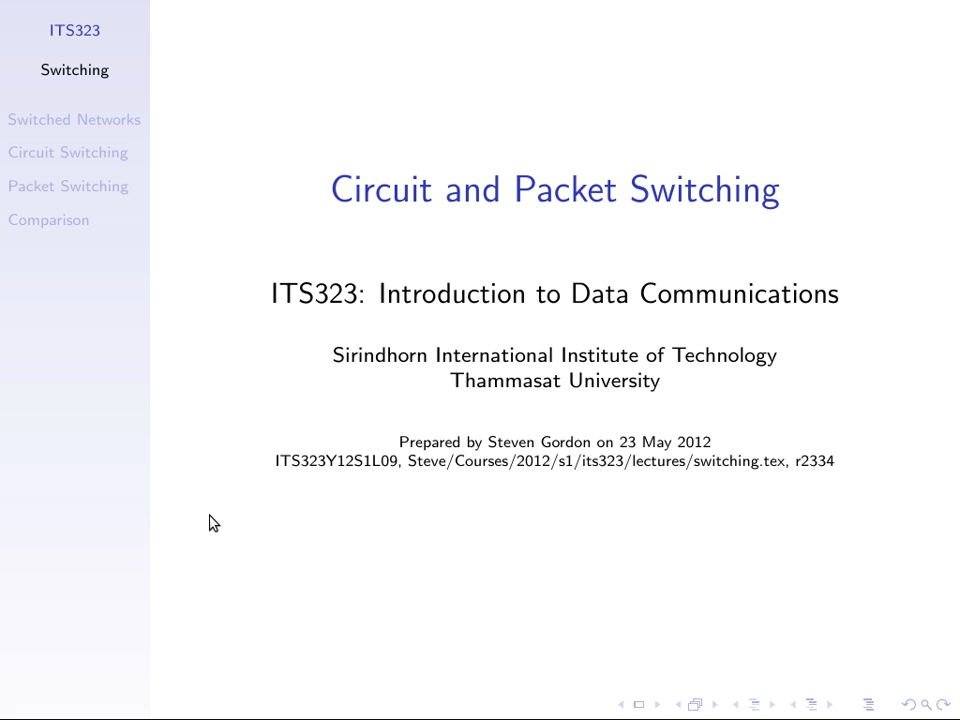 ITS323
Switching
Switched Networks
Circuit Switching
Packet Switching
Comparison
Circuit and Packet Switching
ITS323: Introduction to Data Communications
Sirindhorn International Institute of Technology
Thammasat University
Prepared by Steven Gordon on 23 May 2012
ITS323Y12S1L09, Steve/Courses/2012/s1/its323/lectures/switching.tex, r2334